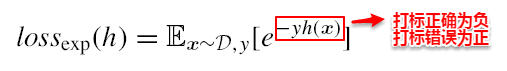 loss_exp(h) = 𝔼_{x∼𝒟,y}[e^{−yh(x)}]
打标正确为负
打标错误为正